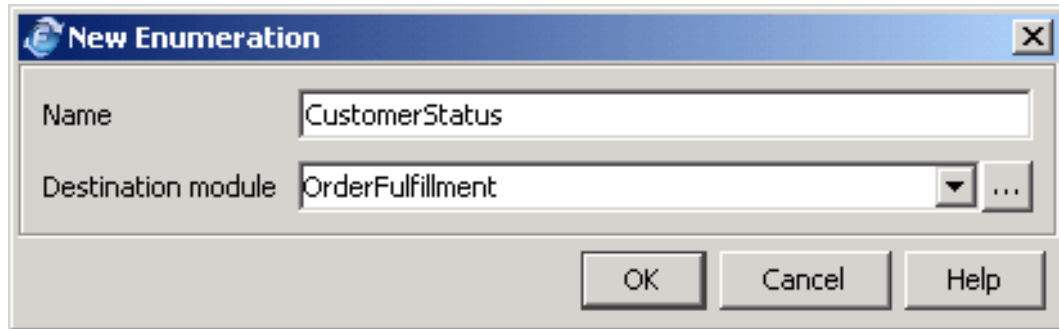 New Enumeration
Name CustomerStatus
Destination module OrderFulfillment ...
OK Cancel Help